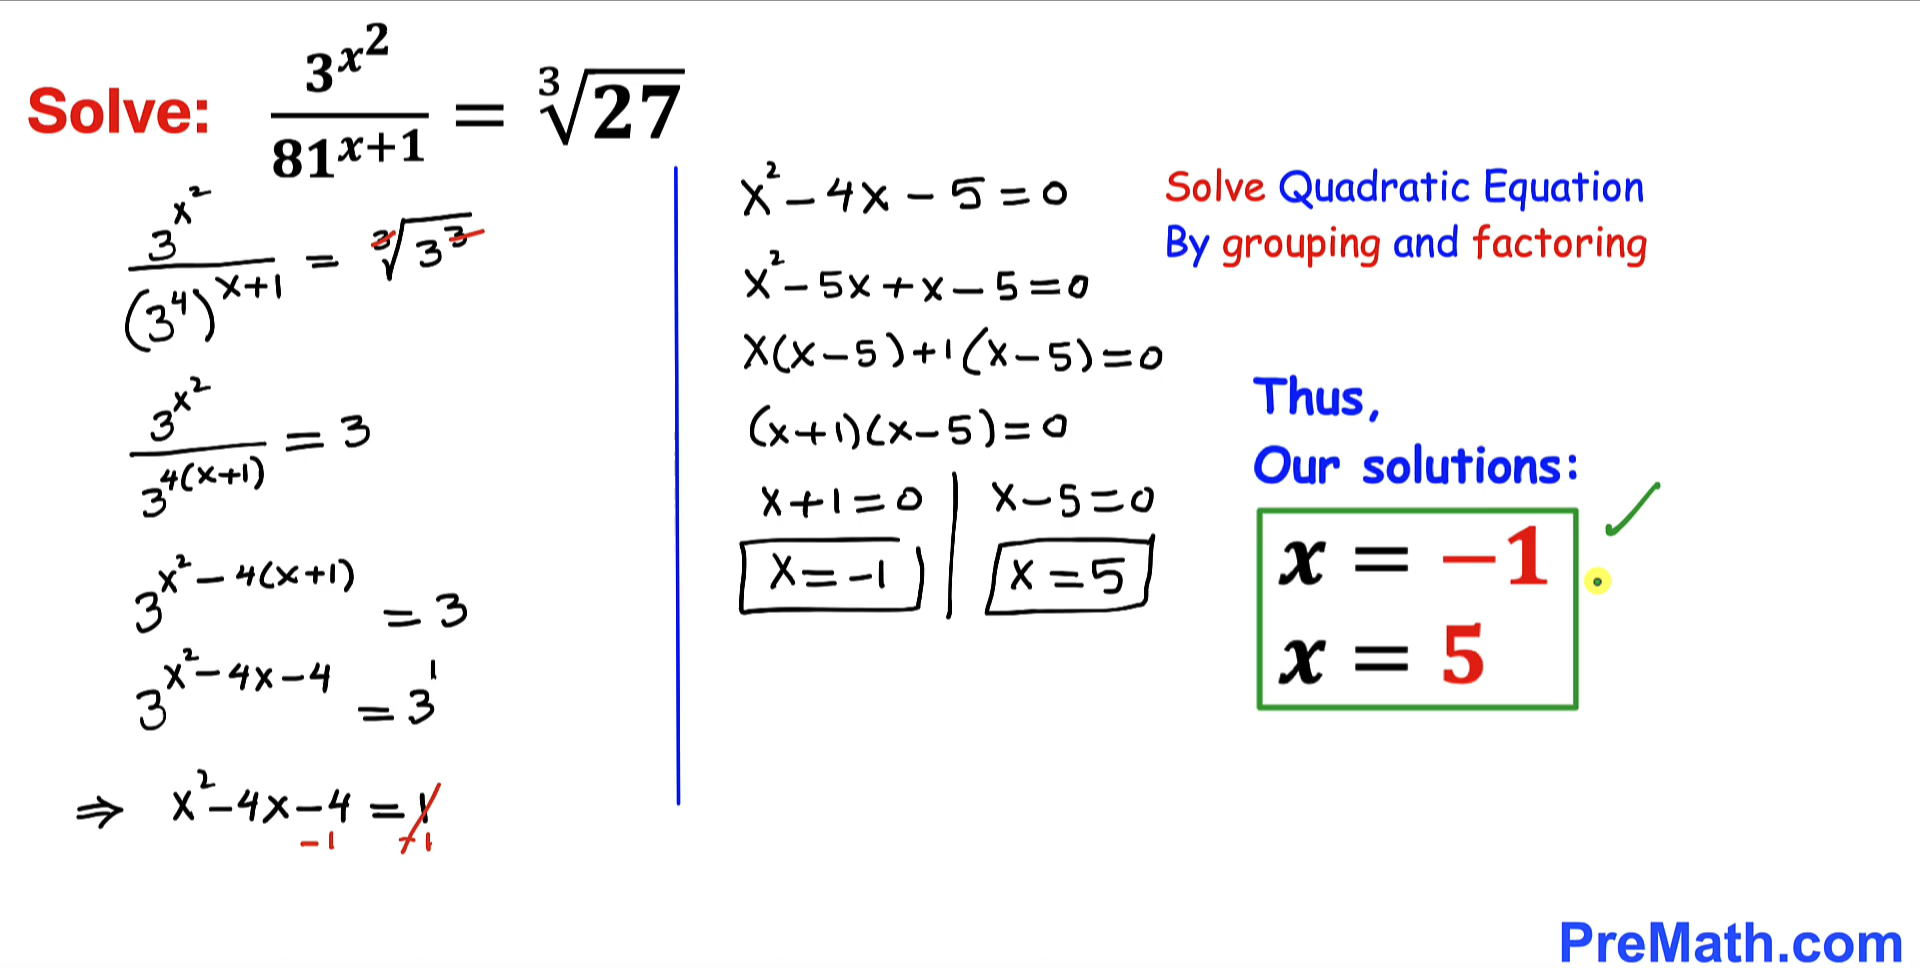 Solve: 3^{x^2} / 81^{x+1} = ∛27
3^{x^2} / (3^4)^{x+1} = ∛3^3
3^{x^2} / 3^{4(x+1)} = 3
3^{x^2 - 4(x+1)} = 3
3^{x^2 - 4x - 4} = 3^1
⇒ x^2 - 4x - 4 = 1
-1 -1
x^2 - 4x - 5 = 0
x^2 - 5x + x - 5 = 0
x(x - 5) + 1(x - 5) = 0
(x+1)(x-5) = 0
x+1=0 | x-5=0
x = -1 | x = 5
Solve Quadratic Equation
By grouping and factoring
Thus,
Our solutions:
x = -1 ✓
x = 5
PreMath.com